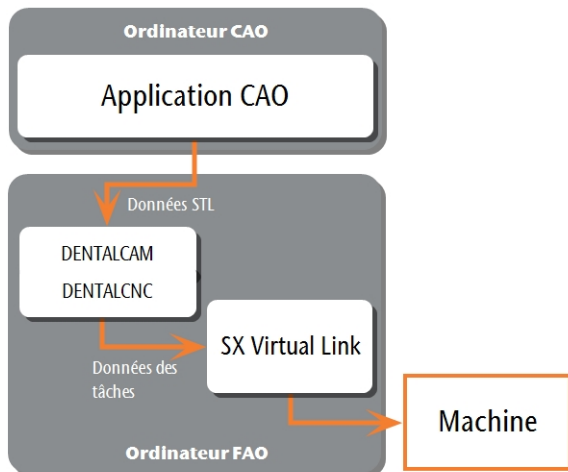 Ordinateur CAO
Application CAO
Données STL
DENTALCAM
DENTALCNC
SX Virtual Link
Données des
tâches
Machine
Ordinateur FAO